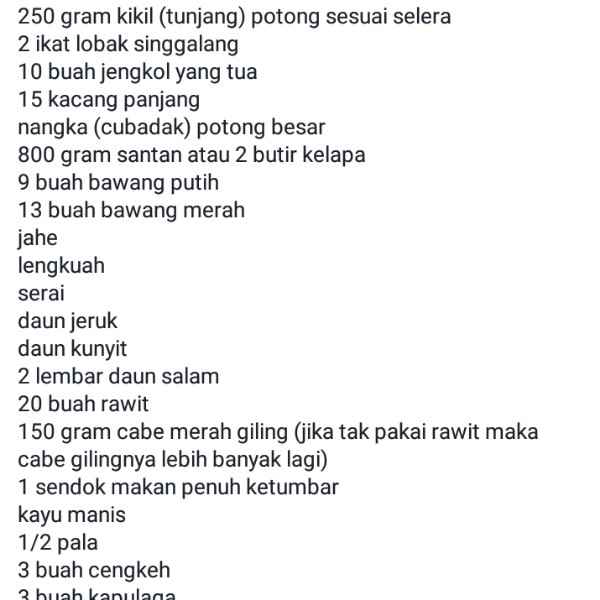 250 gram kikil (tunjang) potong sesuai selera
2 ikat lobak singgalang
10 buah jengkol yang tua
15 kacang panjang
nangka (cubadak) potong besar
800 gram santan atau 2 butir kelapa
9 buah bawang putih
13 buah bawang merah
jahe
lengkuah
serai
daun jeruk
daun kunyit
2 lembar daun salam
20 buah rawit
150 gram cabe merah giling (jika tak pakai rawit maka
cabe gilingnya lebih banyak lagi)
1 sendok makan penuh ketumbar
kayu manis
1/2 pala
3 buah cengkeh
3 buah kapulaga